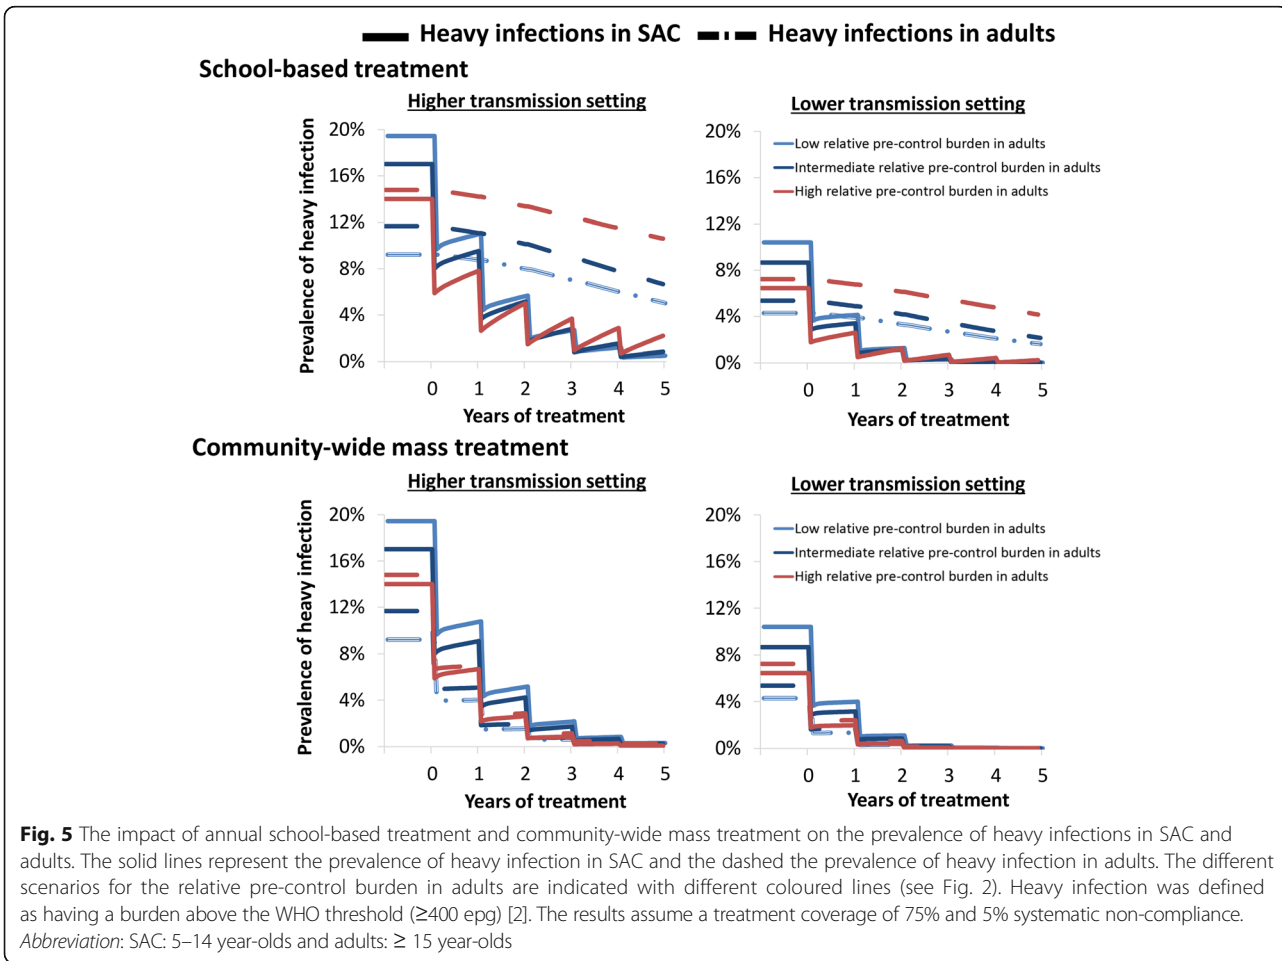 Heavy infections in SAC Heavy infections in adults
School-based treatment
Higher transmission setting
Prevalence of heavy infection
20%
16%
12%
8%
4%
0%
0 1 2 3 4 5
Years of treatment
Lower transmission setting
20%
16%
12%
8%
4%
0%
Low relative pre-control burden in adults
Intermediate relative pre-control burden in adults
High relative pre-control burden in adults
0 1 2 3 4 5
Years of treatment
Community-wide mass treatment
Higher transmission setting
Prevalence of heavy infection
20%
16%
12%
8%
4%
0%
0 1 2 3 4 5
Years of treatment
Lower transmission setting
20%
16%
12%
8%
4%
0%
Low relative pre-control burden in adults
Intermediate relative pre-control burden in adults
High relative pre-control burden in adults
0 1 2 3 4 5
Years of treatment
Fig. 5 The impact of annual school-based treatment and community-wide mass treatment on the prevalence of heavy infections in SAC and
adults. The solid lines represent the prevalence of heavy infection in SAC and the dashed the prevalence of heavy infection in adults. The different
scenarios for the relative pre-control burden in adults are indicated with different coloured lines (see Fig. 2). Heavy infection was defined
as having a burden above the WHO threshold (≥400 epg) [2]. The results assume a treatment coverage of 75% and 5% systematic non-compliance.
Abbreviation: SAC: 5–14 year-olds and adults: ≥ 15 year-olds